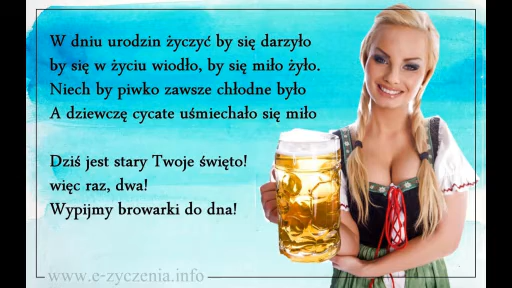 W dniu urodzin życzyć by się darzyło
by się w życiu wiodło, by się miło żyło.
Niech by piwko zawsze chłodne było
A dziewczę cycate uśmiechało się miło
Dziś jest stary Twoje święto!
więc raz, dwa!
Wypijmy browarki do dna!
www.e-zyczenia.info